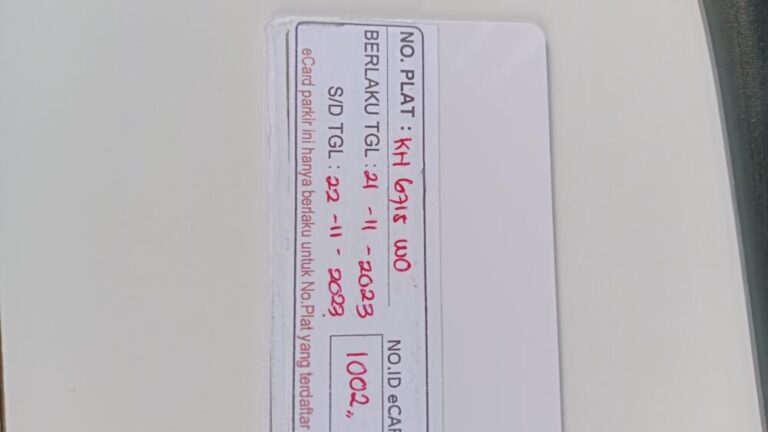 NO. PLAT : KH 6715 WO
BERLAKU TGL : 21 - 11 - 2023
S/D TGL : 22 - 11 - 2023
NO.ID eCAR
1002,,
eCard parkir ini hanya berlaku untuk No.Plat yang terdaftar